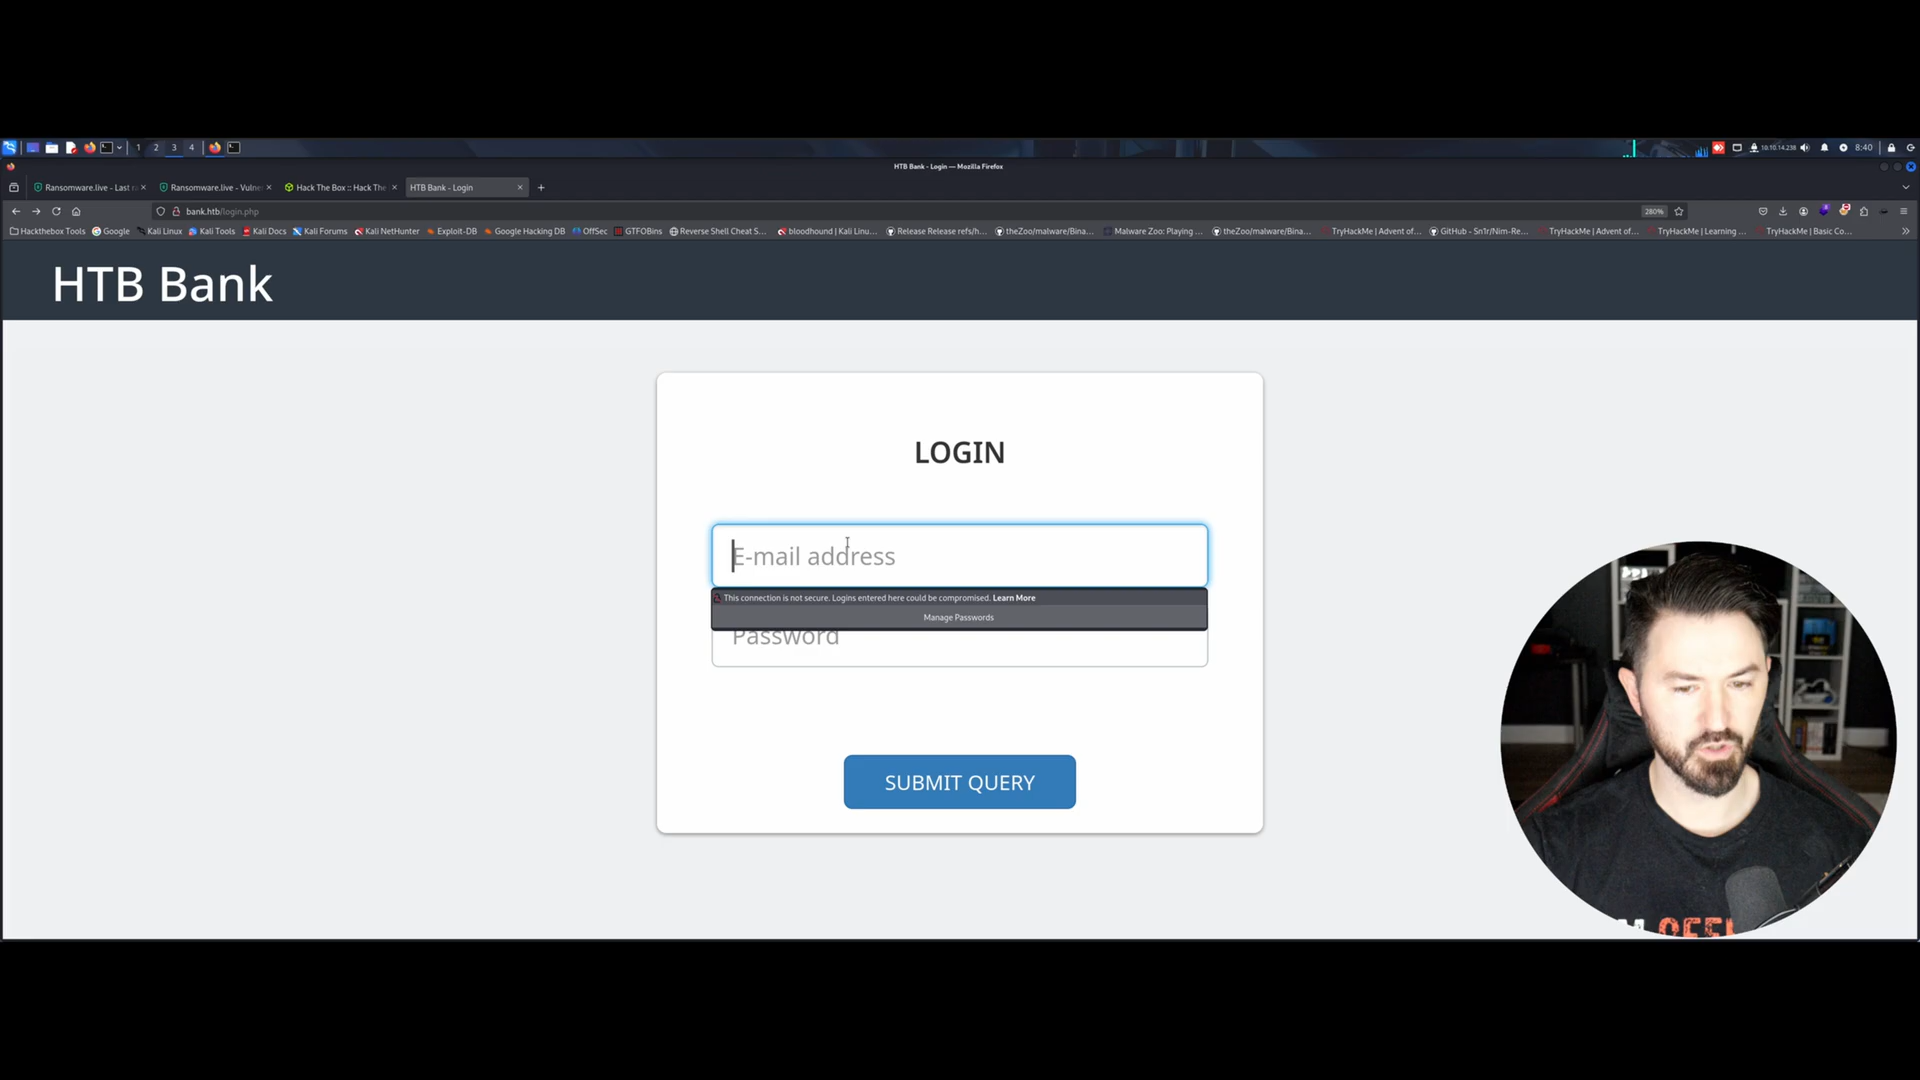 1 2 3 4 10.10.14.238 8:40
HTB Bank - Login — Mozilla Firefox
Ransomware.live - Last r Ransomware.live - Vulner Hack The Box :: Hack The HTB Bank - Login
bank.htb/login.php 280%
Hackthebox Tools Google Kali Linux Kali Tools Kali Docs Kali Forums Kali NetHunter Exploit-DB Google Hacking DB OffSec GTFOBins Reverse Shell Cheat S... bloodhound | Kali Linu... Release Release refs/h... theZoo/malware/Bina... Malware Zoo: Playing ... theZoo/malware/Bina... TryHackMe | Advent of... GitHub - Sn1r/Nim-Re... TryHackMe | Advent of... TryHackMe | Learning ... TryHackMe | Basic Co...
HTB Bank
LOGIN
E-mail address
This connection is not secure. Logins entered here could be compromised. Learn More
Manage Passwords
Password
SUBMIT QUERY